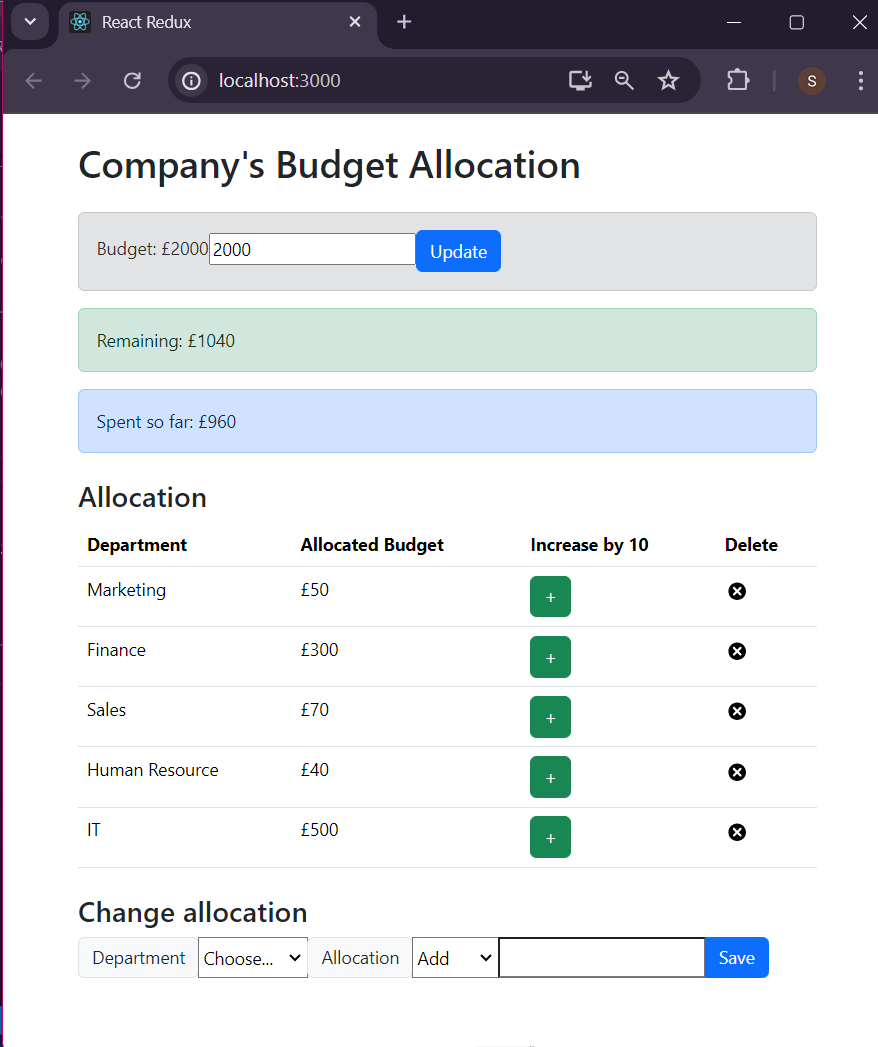 React Redux
localhost:3000
S
Company's Budget Allocation
Budget: £2000 2000 Update
Remaining: £1040
Spent so far: £960
Allocation
Department Allocated Budget Increase by 10 Delete
Marketing £50 +
Finance £300 +
Sales £70 +
Human Resource £40 +
IT £500 +
Change allocation
Department Choose... Allocation Add Save